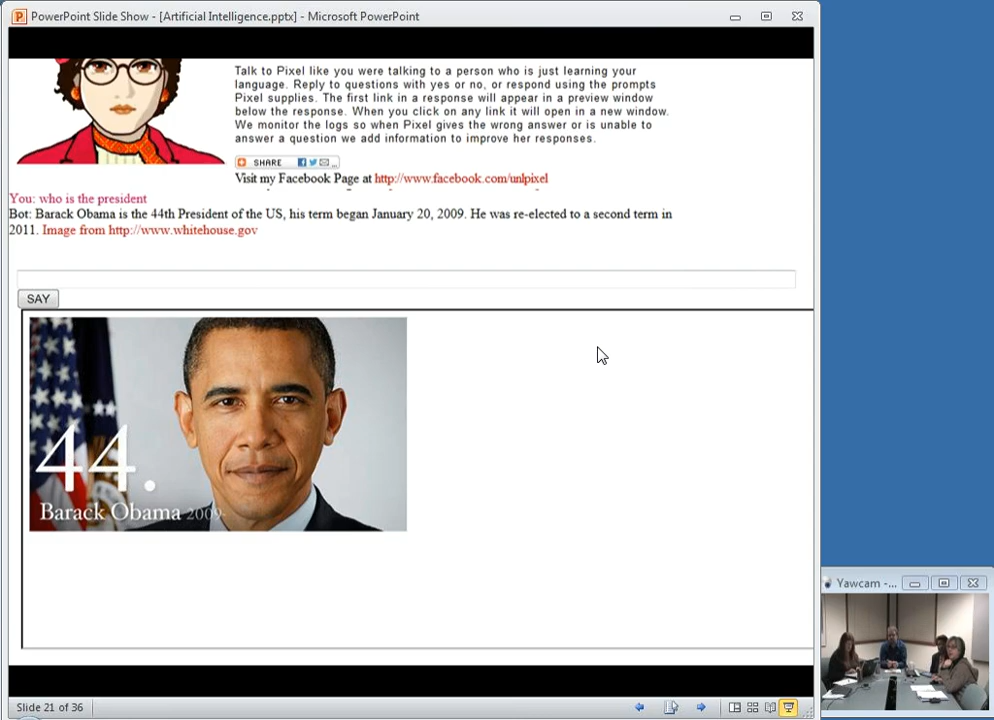 PowerPoint Slide Show - [Artificial Intelligence.pptx] - Microsoft PowerPoint
Talk to Pixel like you were talking to a person who is just learning your
language. Reply to questions with yes or no, or respond using the prompts
Pixel supplies. The first link in a response will appear in a preview window
below the response. When you click on any link it will open in a new window.
We monitor the logs so when Pixel gives the wrong answer or is unable to
answer a question we add information to improve her responses.
SHARE
Visit my Facebook Page at http://www.facebook.com/unlpixel
You: who is the president
Bot: Barack Obama is the 44th President of the US, his term began January 20, 2009. He was re-elected to a second term in
2011. Image from http://www.whitehouse.gov
SAY
44.
Barack Obama 2009-
Yawcam -...
Slide 21 of 36